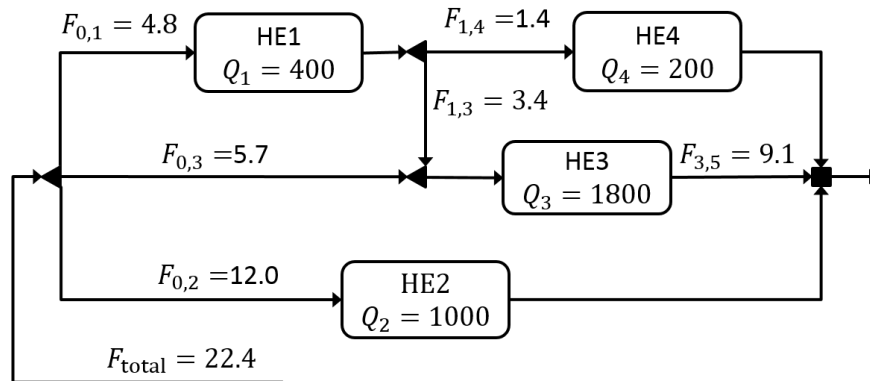 F₀,₁ = 4.8
HE1
Q₁ = 400
F₁,₄ =1.4
HE4
Q₄ = 200
F₁,₃ = 3.4
F₀,₃ =5.7
HE3
Q₃ = 1800
F₃,₅ = 9.1
F₀,₂ =12.0
HE2
Q₂ = 1000
F_total = 22.4